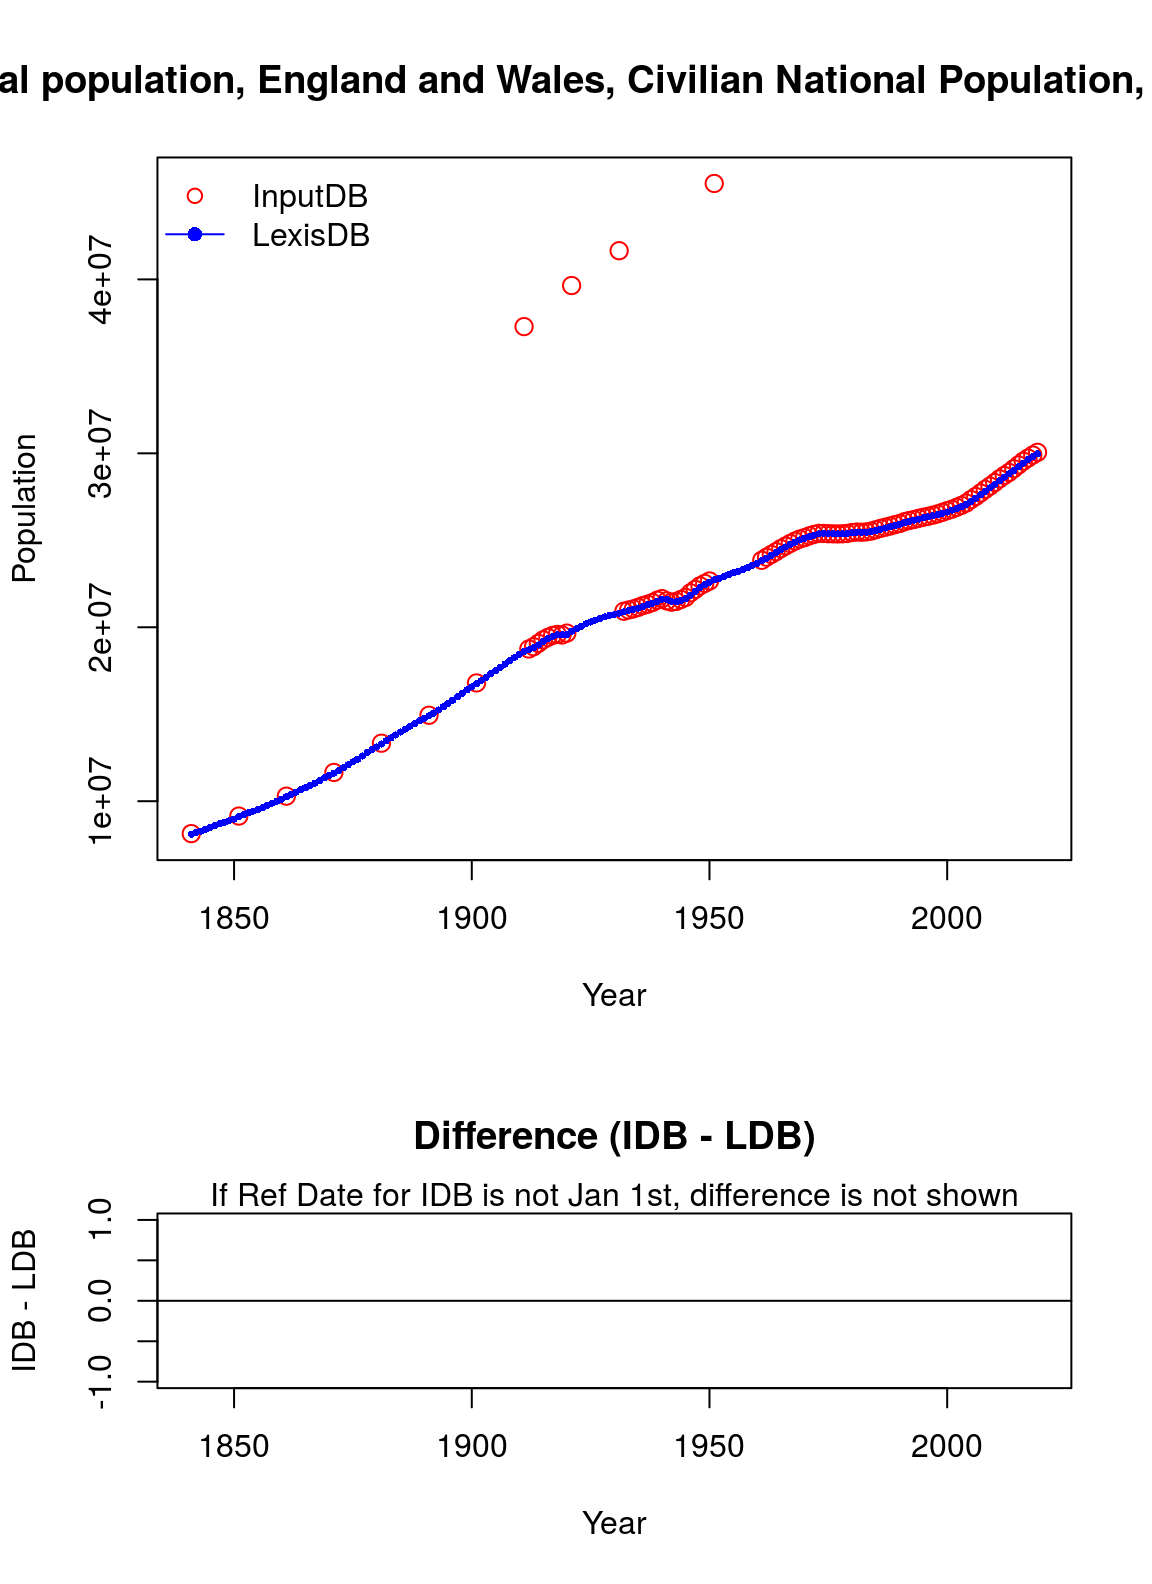 al population, England and Wales, Civilian National Population,
InputDB
LexisDB
4e+07
3e+07
2e+07
1e+07
Population
1850 1900 1950 2000
Year
Difference (IDB - LDB)
If Ref Date for IDB is not Jan 1st, difference is not shown
1.0
0.0
-1.0
IDB - LDB
1850 1900 1950 2000
Year